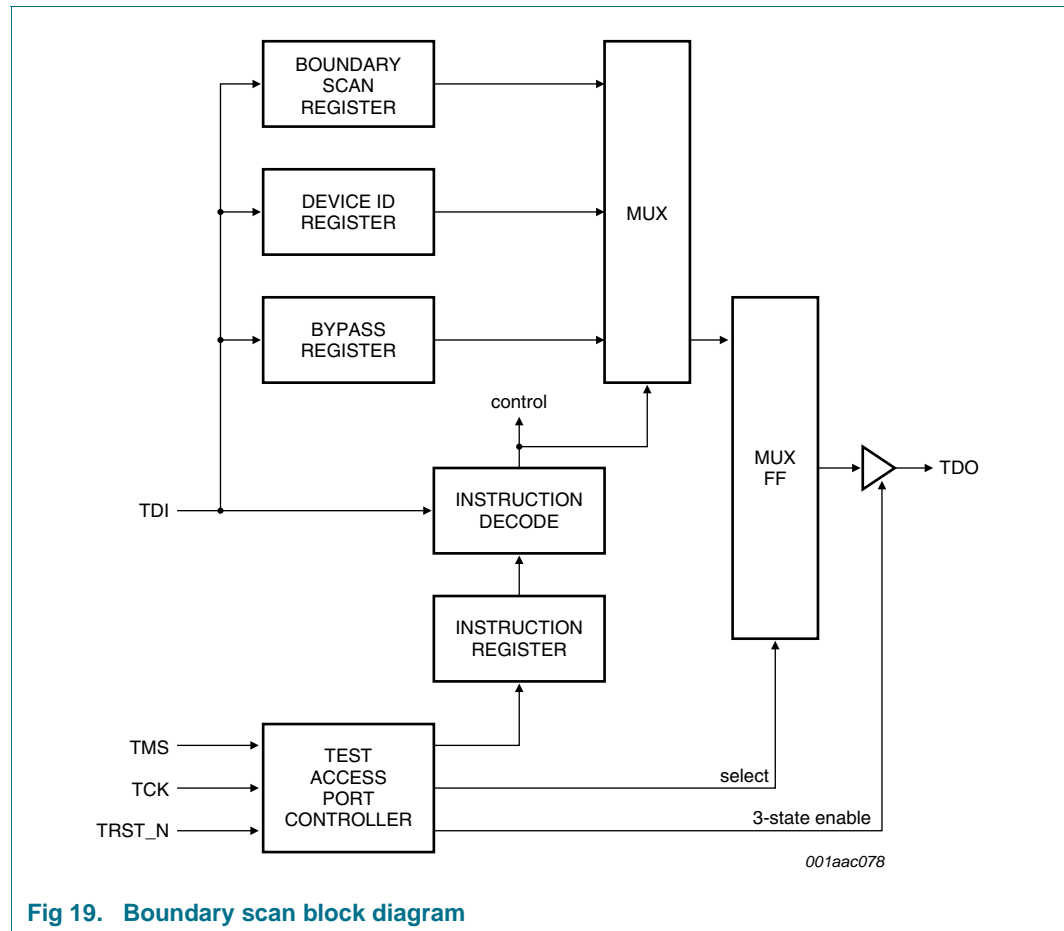 BOUNDARY
SCAN
REGISTER
DEVICE ID
REGISTER
MUX
BYPASS
REGISTER
control
MUX
FF
TDO
TDI
INSTRUCTION
DECODE
INSTRUCTION
REGISTER
TMS
TCK
TRST_N
TEST
ACCESS
PORT
CONTROLLER
select
3-state enable
001aac078
Fig 19. Boundary scan block diagram